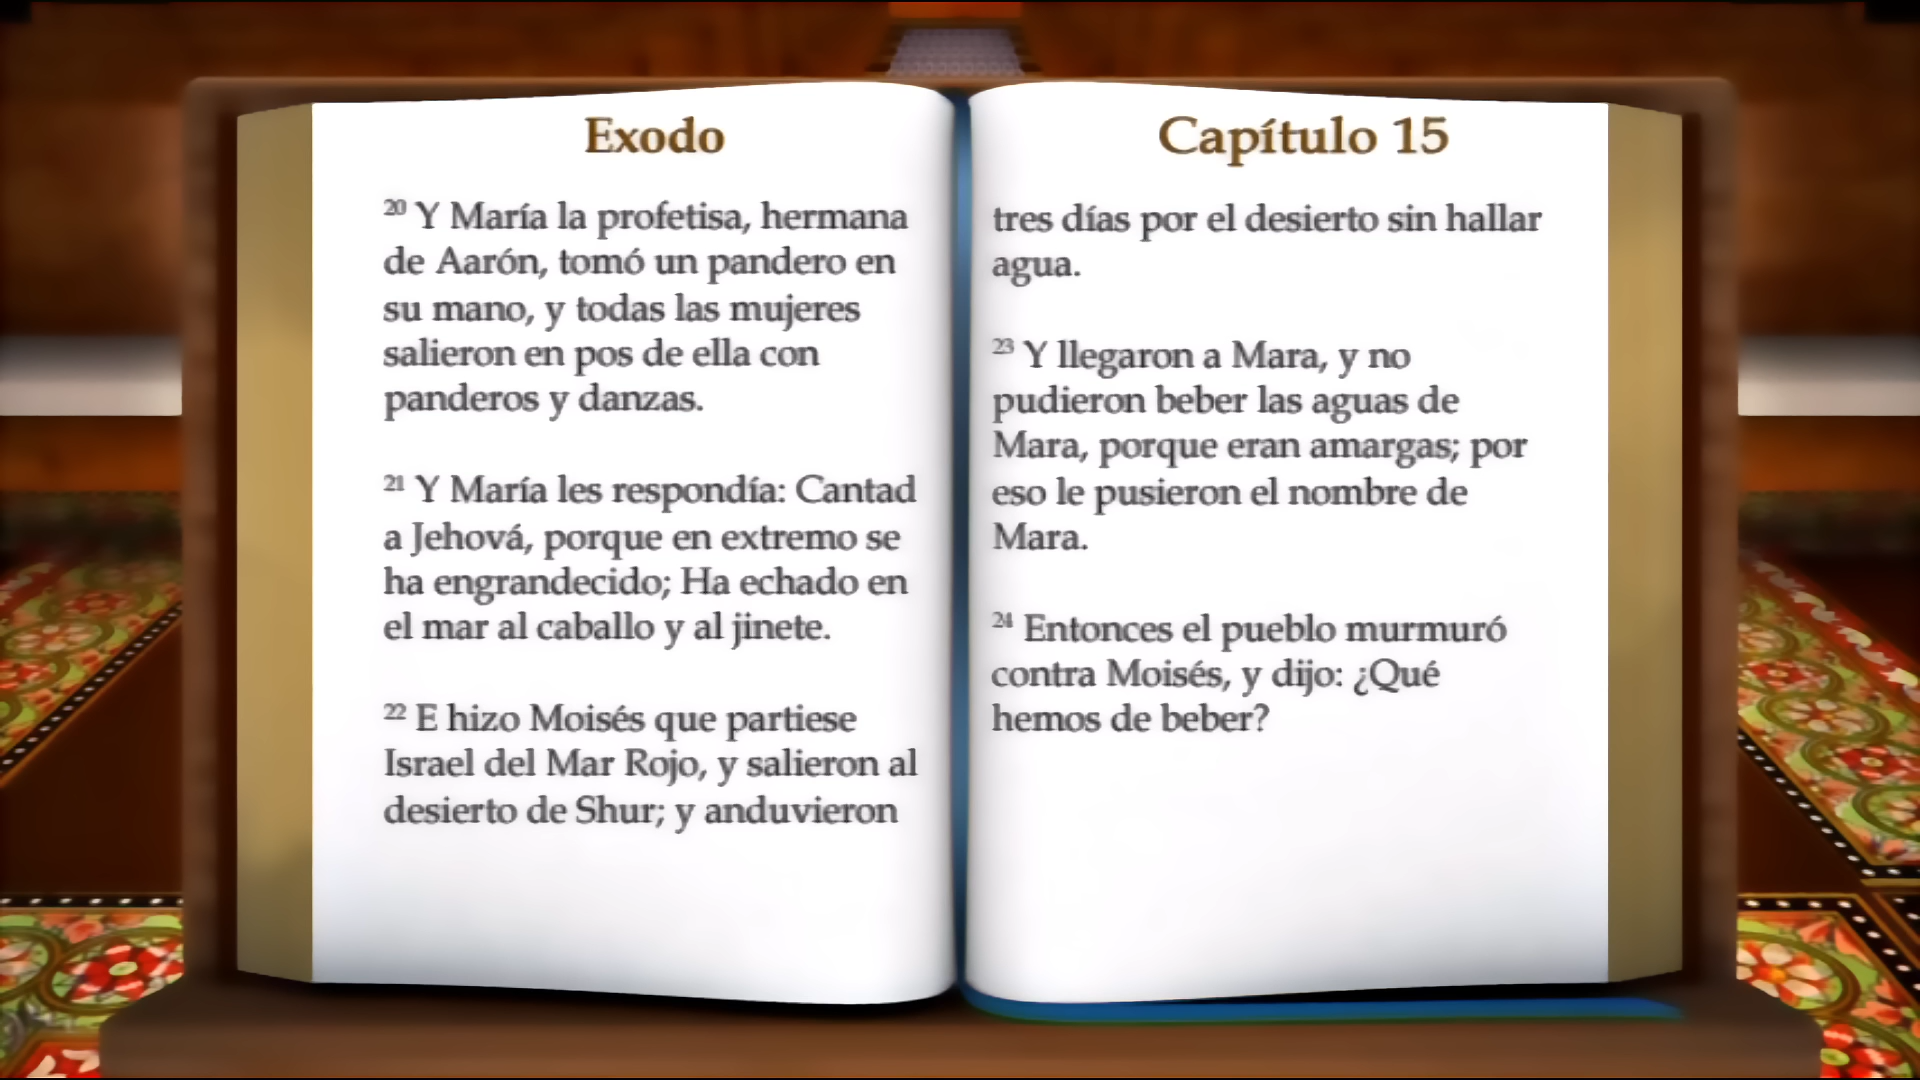 Exodo
20 Y María la profetisa, hermana
de Aarón, tomó un pandero en
su mano, y todas las mujeres
salieron en pos de ella con
panderos y danzas.
21 Y María les respondía: Cantad
a Jehová, porque en extremo se
ha engrandecido; Ha echado en
el mar al caballo y al jinete.
22 E hizo Moisés que partiese
Israel del Mar Rojo, y salieron al
desierto de Shur; y anduvieron
Capítulo 15
tres días por el desierto sin hallar
agua.
23 Y llegaron a Mara, y no
pudieron beber las aguas de
Mara, porque eran amargas; por
eso le pusieron el nombre de
Mara.
24 Entonces el pueblo murmuró
contra Moisés, y dijo: ¿Qué
hemos de beber?